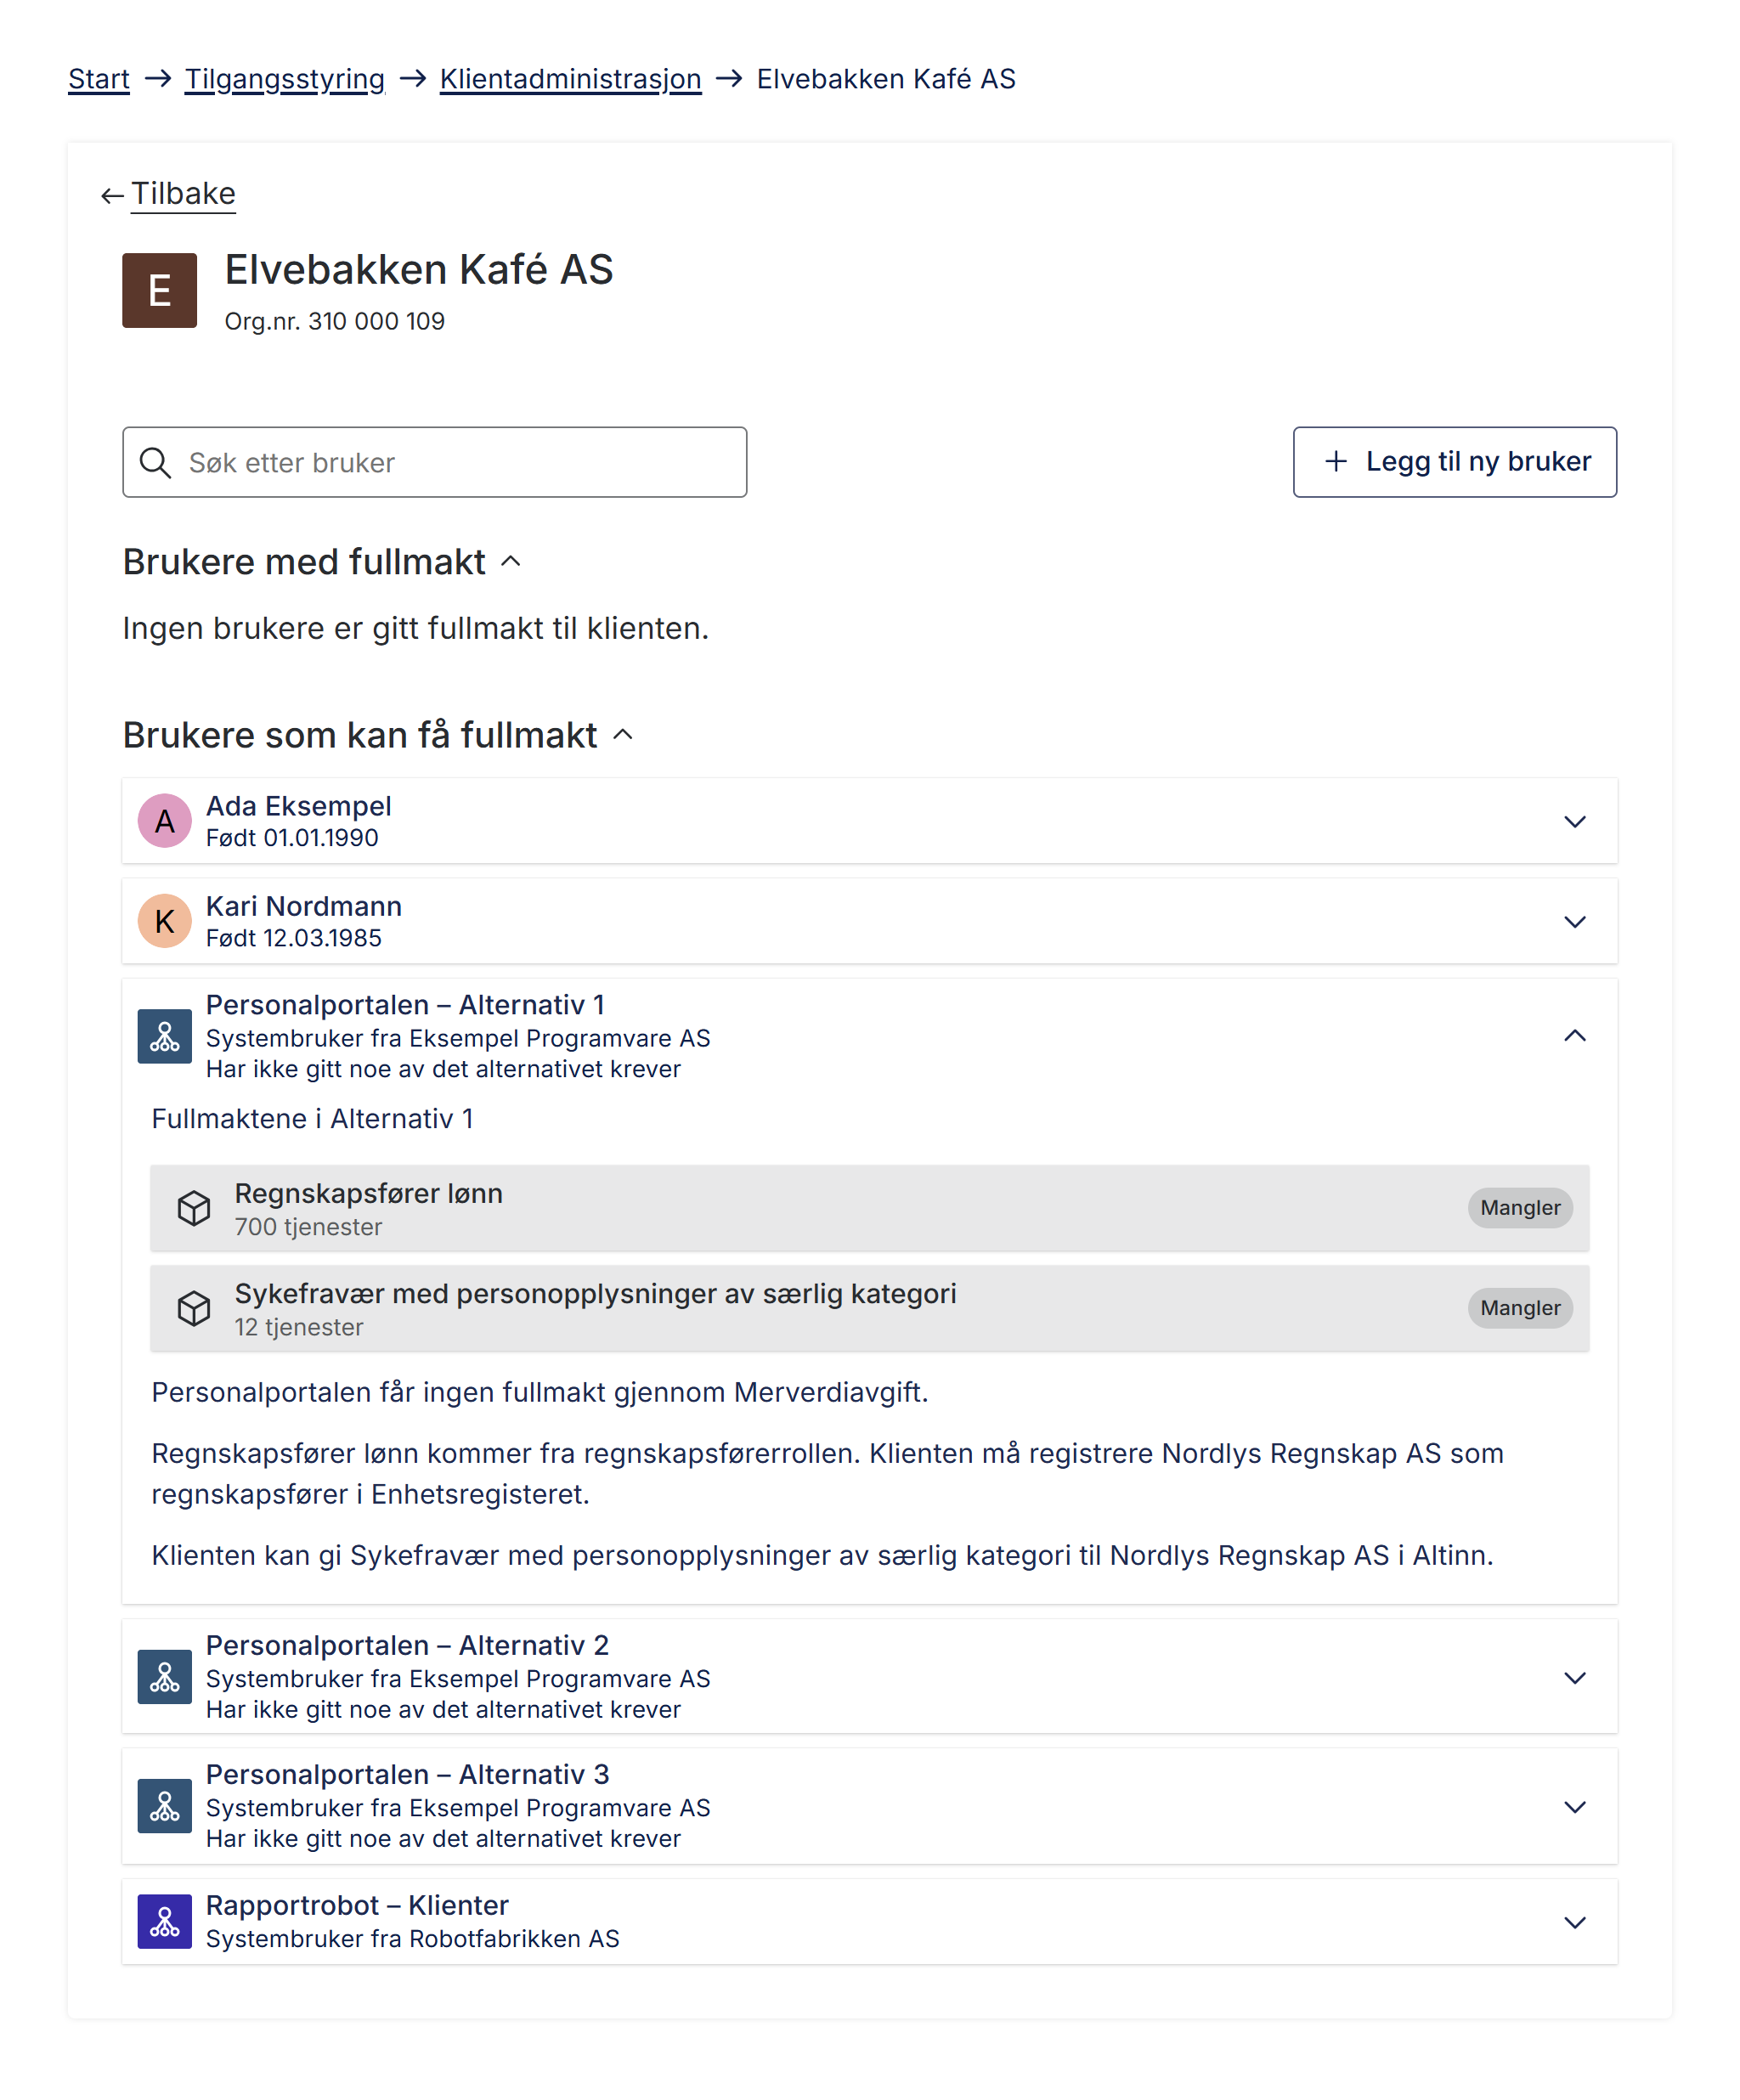 Start → Tilgangsstyring → Klientadministrasjon → Elvebakken Kafé AS
← Tilbake
E
Elvebakken Kafé AS
Org.nr. 310 000 109
Søk etter bruker
+ Legg til ny bruker
Brukere med fullmakt
Ingen brukere er gitt fullmakt til klienten.
Brukere som kan få fullmakt
A
Ada Eksempel
Født 01.01.1990
K
Kari Nordmann
Født 12.03.1985
Personalportalen – Alternativ 1
Systembruker fra Eksempel Programvare AS
Har ikke gitt noe av det alternativet krever
Fullmaktene i Alternativ 1
Regnskapsfører lønn
700 tjenester
Mangler
Sykefravær med personopplysninger av særlig kategori
12 tjenester
Mangler
Personalportalen får ingen fullmakt gjennom Merverdiavgift.
Regnskapsfører lønn kommer fra regnskapsførerrollen. Klienten må registrere Nordlys Regnskap AS som
regnskapsfører i Enhetsregisteret.
Klienten kan gi Sykefravær med personopplysninger av særlig kategori til Nordlys Regnskap AS i Altinn.
Personalportalen – Alternativ 2
Systembruker fra Eksempel Programvare AS
Har ikke gitt noe av det alternativet krever
Personalportalen – Alternativ 3
Systembruker fra Eksempel Programvare AS
Har ikke gitt noe av det alternativet krever
Rapportrobot – Klienter
Systembruker fra Robotfabrikken AS